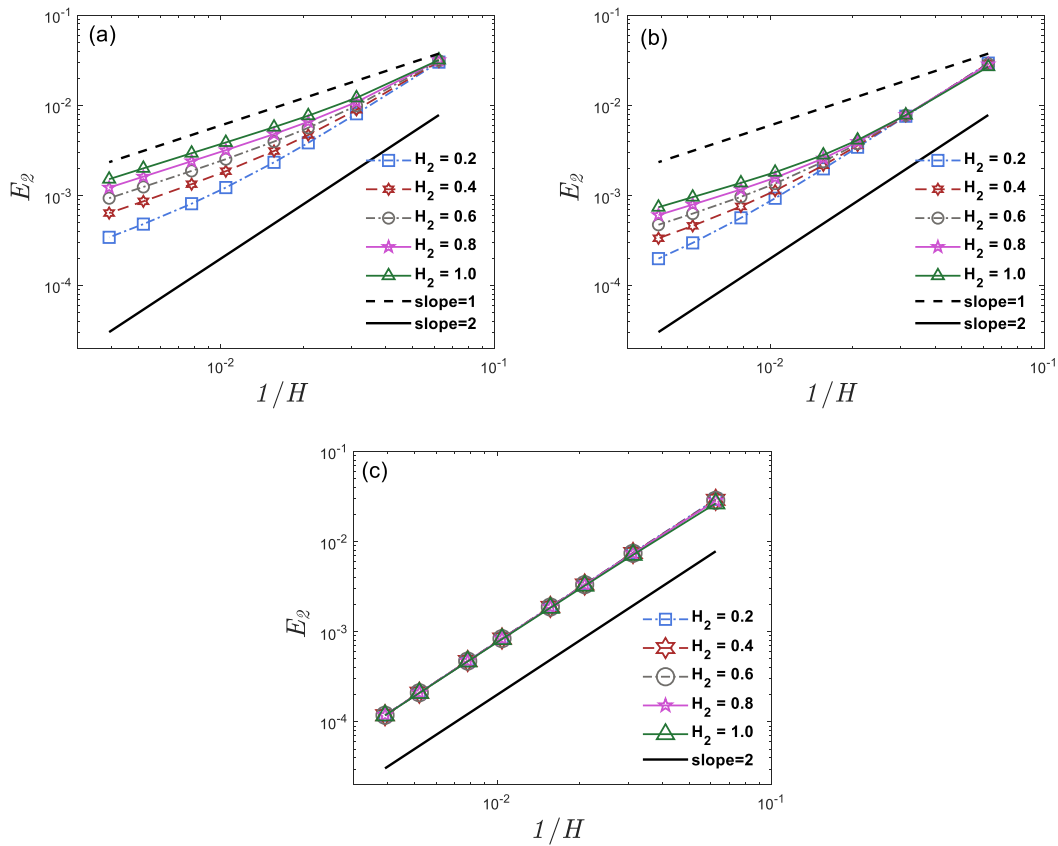 (a)
10^-1
10^-2
10^-3
10^-4
E_2
H_2 = 0.2
H_2 = 0.4
H_2 = 0.6
H_2 = 0.8
H_2 = 1.0
slope=1
slope=2
10^-2
10^-1
1/H
(b)
10^-1
10^-2
10^-3
10^-4
E_2
H_2 = 0.2
H_2 = 0.4
H_2 = 0.6
H_2 = 0.8
H_2 = 1.0
slope=1
slope=2
10^-2
10^-1
1/H
(c)
10^-1
10^-2
10^-3
10^-4
E_2
H_2 = 0.2
H_2 = 0.4
H_2 = 0.6
H_2 = 0.8
H_2 = 1.0
slope=2
10^-2
10^-1
1/H